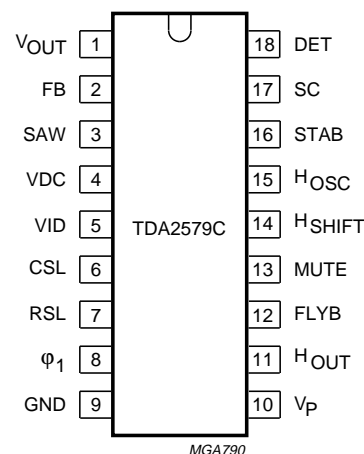 VOUT 1 18 DET
FB 2 17 SC
SAW 3 16 STAB
VDC 4 15 HOSC
VID 5 TDA2579C 14 HSHIFT
CSL 6 13 MUTE
RSL 7 12 FLYB
φ1 8 11 HOUT
GND 9 10 VP
MGA790